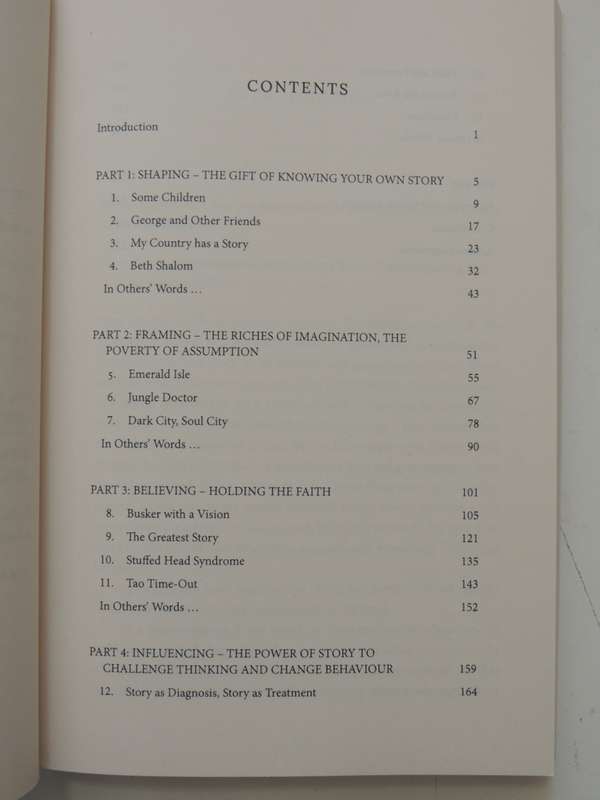 CONTENTS
Introduction 1
PART 1: SHAPING – THE GIFT OF KNOWING YOUR OWN STORY 5
1. Some Children 9
2. George and Other Friends 17
3. My Country has a Story 23
4. Beth Shalom 32
In Others' Words … 43
PART 2: FRAMING – THE RICHES OF IMAGINATION, THE
POVERTY OF ASSUMPTION 51
5. Emerald Isle 55
6. Jungle Doctor 67
7. Dark City, Soul City 78
In Others' Words … 90
PART 3: BELIEVING – HOLDING THE FAITH 101
8. Busker with a Vision 105
9. The Greatest Story 121
10. Stuffed Head Syndrome 135
11. Tao Time-Out 143
In Others' Words … 152
PART 4: INFLUENCING – THE POWER OF STORY TO
CHALLENGE THINKING AND CHANGE BEHAVIOUR 159
12. Story as Diagnosis, Story as Treatment 164